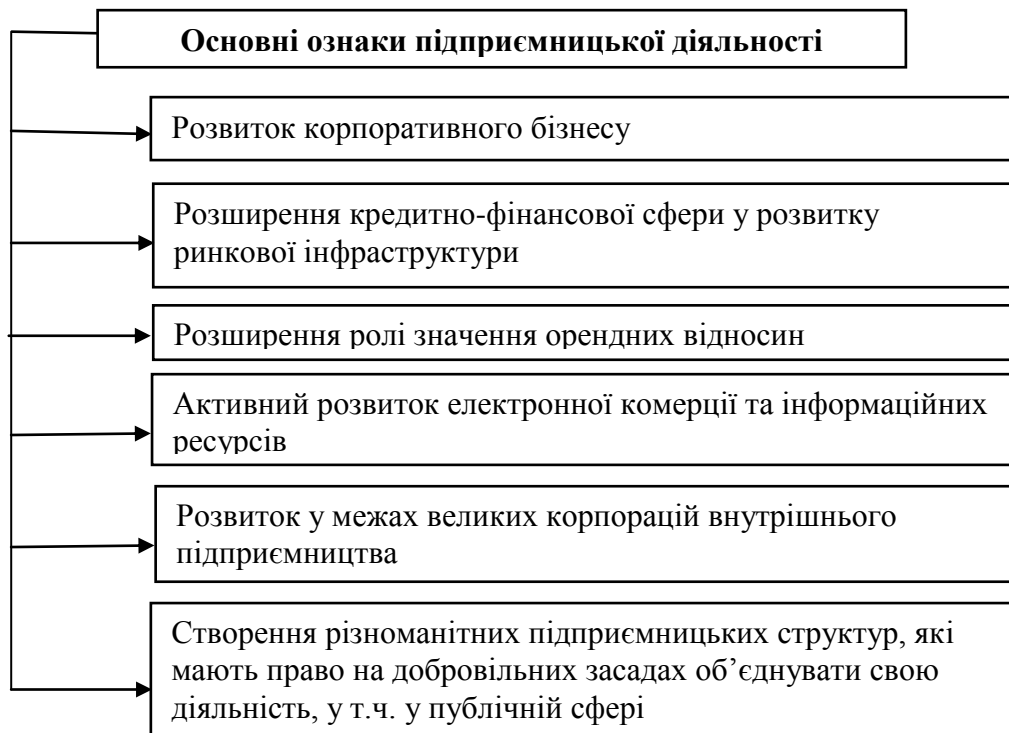 Основні ознаки підприємницької діяльності
Розвиток корпоративного бізнесу
Розширення кредитно-фінансової сфери у розвитку
ринкової інфраструктури
Розширення ролі значення орендних відносин
Активний розвиток електронної комерції та інформаційних
ресурсів
Розвиток у межах великих корпорацій внутрішнього
підприємництва
Створення різноманітних підприємницьких структур, які
мають право на добровільних засадах об’єднувати свою
діяльність, у т.ч. у публічній сфері